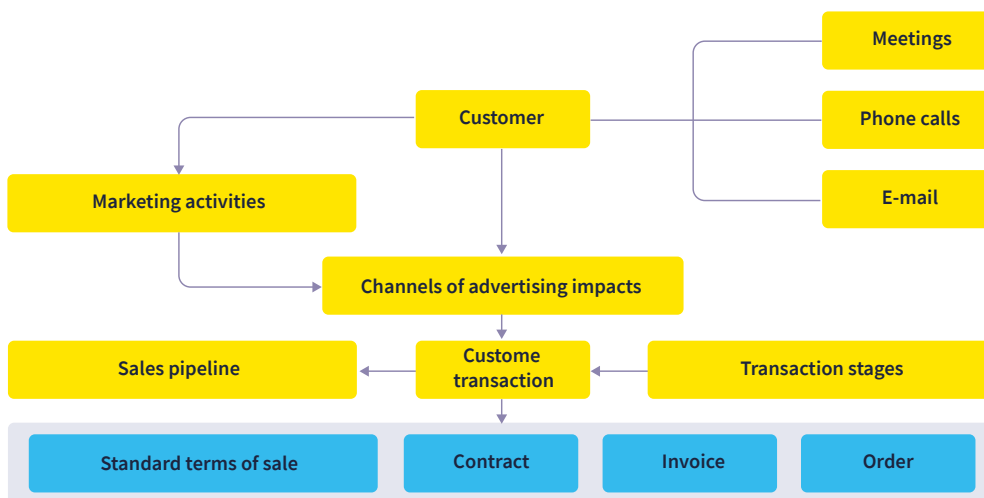 Meetings
Customer
Phone calls
Marketing activities
E-mail
Channels of advertising impacts
Sales pipeline
Custome
transaction
Transaction stages
Standard terms of sale
Contract
Invoice
Order